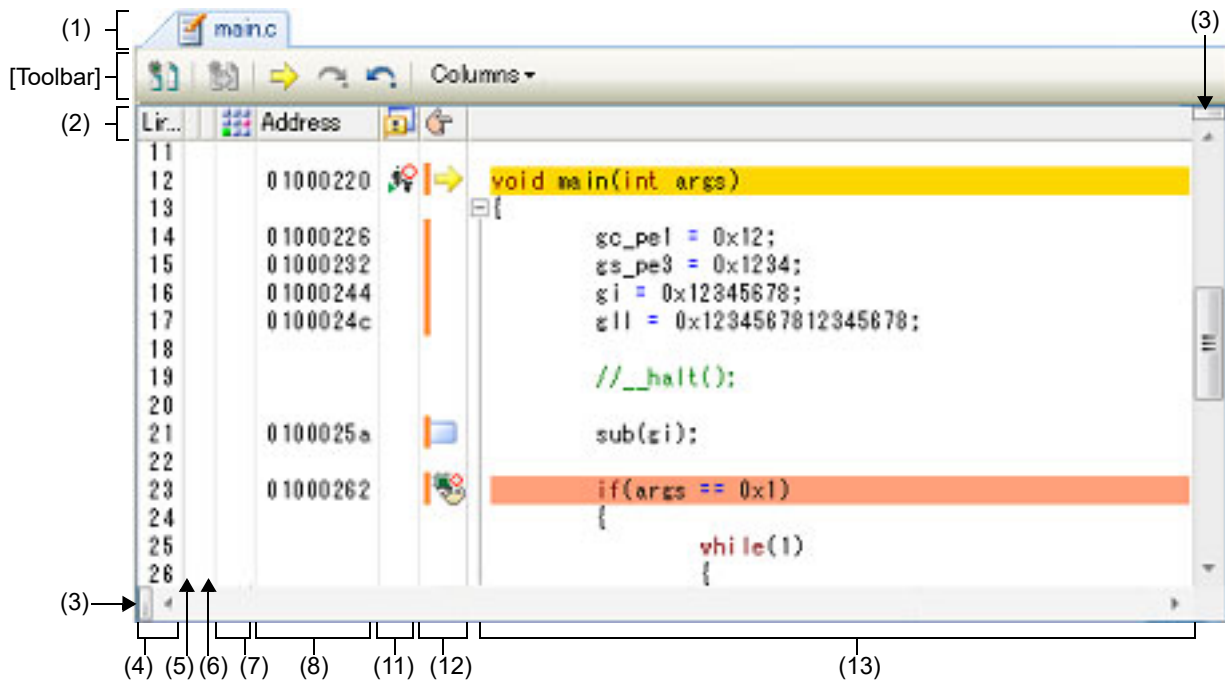 (1) main.c (3)
[Toolbar] Columns
(2) Lir... Address
11
12 01000220 void main(int args)
13 {
14 01000226 gc_pe1 = 0x12;
15 01000232 gs_pe3 = 0x1234;
16 01000244 gi = 0x12345678;
17 0100024c gll = 0x1234567812345678;
18
19 //__halt();
20
21 0100025a sub(gi);
22
23 01000262 if(args == 0x1)
24 {
25 while(1)
26 {
(3)
(4) (5) (6) (7) (8) (11) (12) (13)